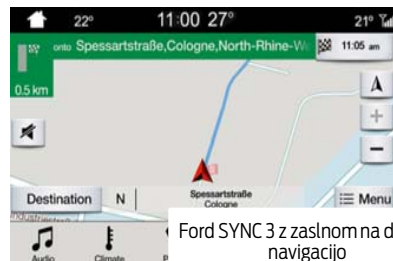 22° 11:00 27° 21°
onto Spessartstraße,Cologne,North-Rhine-W
11:05 am
0.5 km
Destination N Spessartstraße Menu
Cologne
Audio Climate
Ford SYNC 3 z zaslnom na d
navigacijo